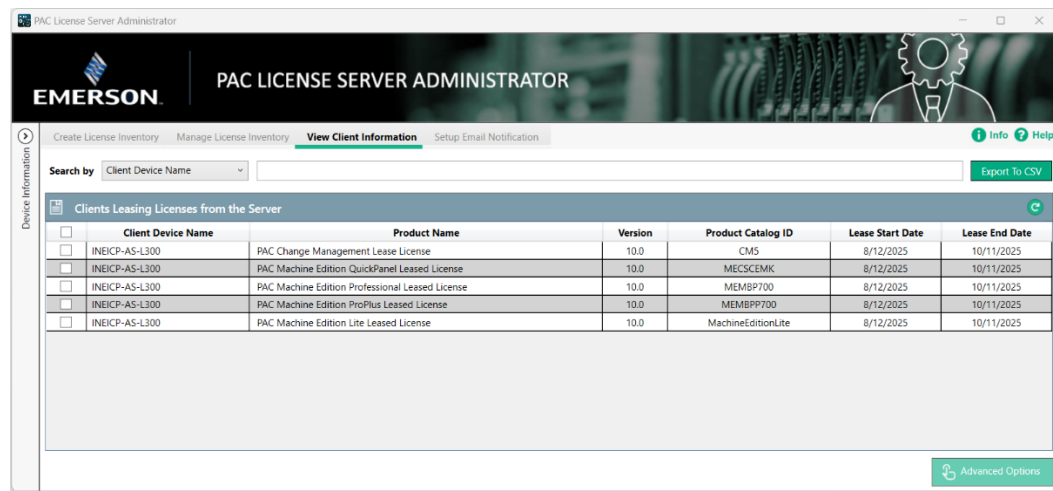 PAC License Server Administrator
EMERSON
PAC LICENSE SERVER ADMINISTRATOR
Device Information
Create License Inventory Manage License Inventory View Client Information Setup Email Notification Info Help
Search by Client Device Name Export To CSV
Clients Leasing Licenses from the Server
Client Device Name Product Name Version Product Catalog ID Lease Start Date Lease End Date
INEICP-AS-L300 PAC Change Management Lease License 10.0 CM5 8/12/2025 10/11/2025
INEICP-AS-L300 PAC Machine Edition QuickPanel Leased License 10.0 MECSCEMK 8/12/2025 10/11/2025
INEICP-AS-L300 PAC Machine Edition Professional Leased License 10.0 MEMBP700 8/12/2025 10/11/2025
INEICP-AS-L300 PAC Machine Edition ProPlus Leased License 10.0 MEMBPP700 8/12/2025 10/11/2025
INEICP-AS-L300 PAC Machine Edition Lite Leased License 10.0 MachineEditionLite 8/12/2025 10/11/2025
Advanced Options